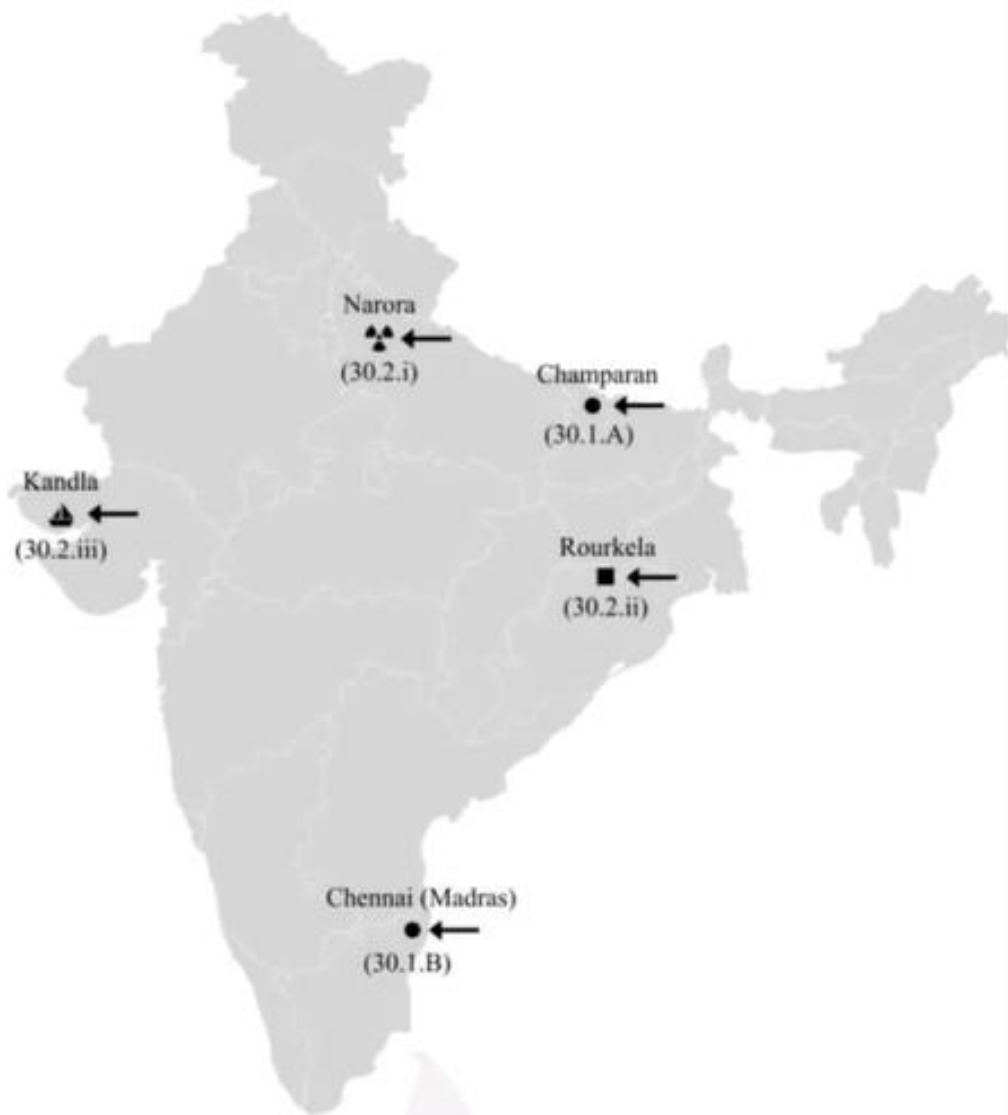 Narora
(30.2.i)
Champaran
(30.1.A)
Kandla
(30.2.iii)
Rourkela
(30.2.ii)
Chennai (Madras)
(30.1.B)